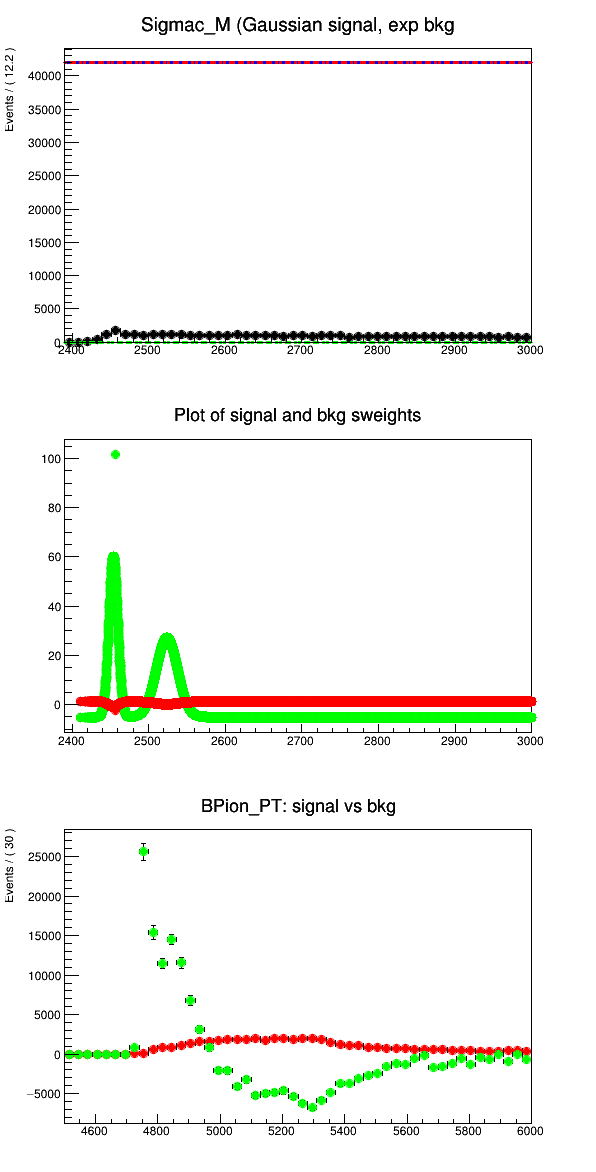 Sigmac_M (Gaussian signal, exp bkg
Events / ( 12.2 )
40000
35000
30000
25000
20000
15000
10000
5000
0
2400 2500 2600 2700 2800 2900 3000
Plot of signal and bkg sweights
100
80
60
40
20
0
2400 2500 2600 2700 2800 2900 3000
BPion_PT: signal vs bkg
Events / ( 30 )
25000
20000
15000
10000
5000
0
−5000
4600 4800 5000 5200 5400 5600 5800 6000